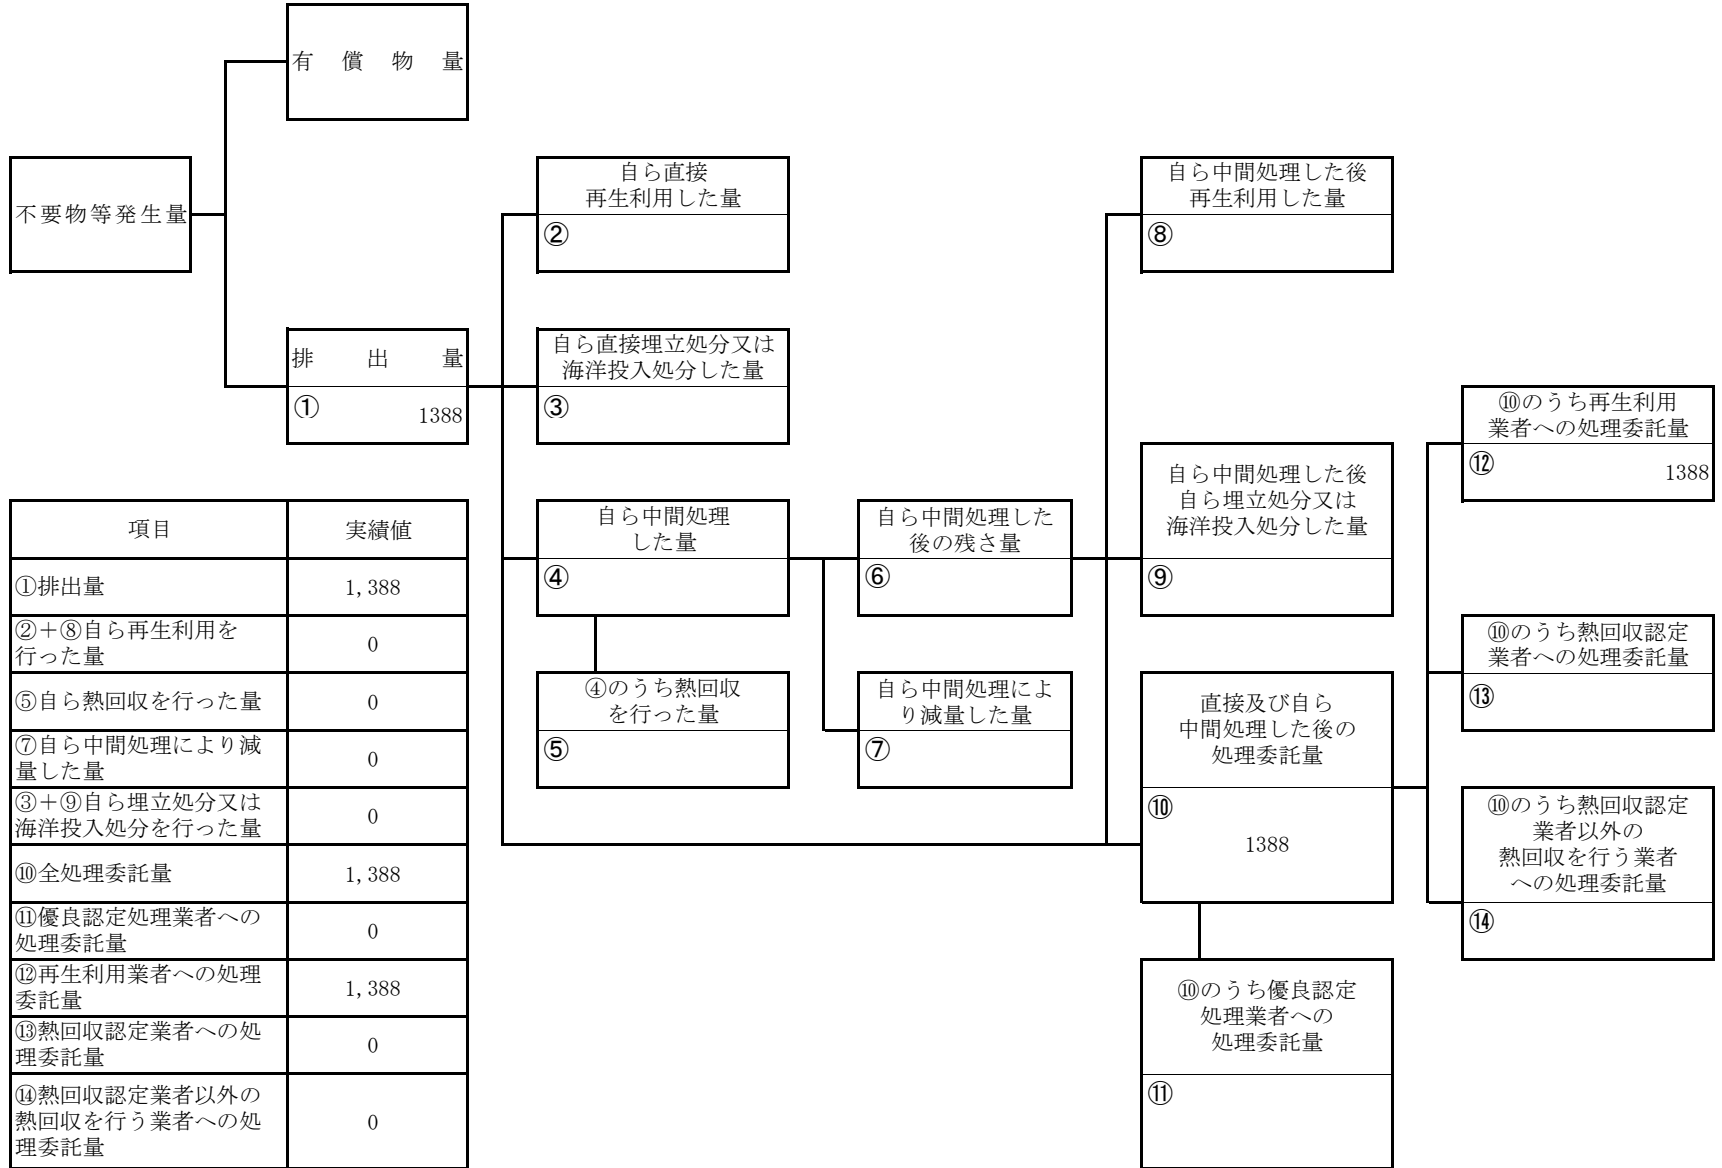 有償物量
不要物等発生量
排出量
①
1388
自ら直接
再生利用した量
②
自ら直接埋立処分又は
海洋投入処分した量
③
自ら中間処理
した量
④
④のうち熱回収
を行った量
⑤
自ら中間処理した
後の残さ量
⑥
自ら中間処理によ
り減量した量
⑦
自ら中間処理した後
再生利用した量
⑧
自ら中間処理した後
自ら埋立処分又は
海洋投入処分した量
⑨
直接及び自ら
中間処理した後の
処理委託量
⑩
1388
⑩のうち優良認定
処理業者への
処理委託量
⑪
⑩のうち再生利用
業者への処理委託量
⑫
1388
⑩のうち熱回収認定
業者への処理委託量
⑬
⑩のうち熱回収認定
業者以外の
熱回収を行う業者
への処理委託量
⑭
項目 実績値
①排出量 1,388
②+⑧自ら再生利用を
行った量 0
⑤自ら熱回収を行った量 0
⑦自ら中間処理により減
量した量 0
③+⑨自ら埋立処分又は
海洋投入処分を行った量 0
⑩全処理委託量 1,388
⑪優良認定処理業者への
処理委託量 0
⑫再生利用業者への処理
委託量 1,388
⑬熱回収認定業者への処
理委託量 0
⑭熱回収認定業者以外の
熱回収を行う業者への処
理委託量 0